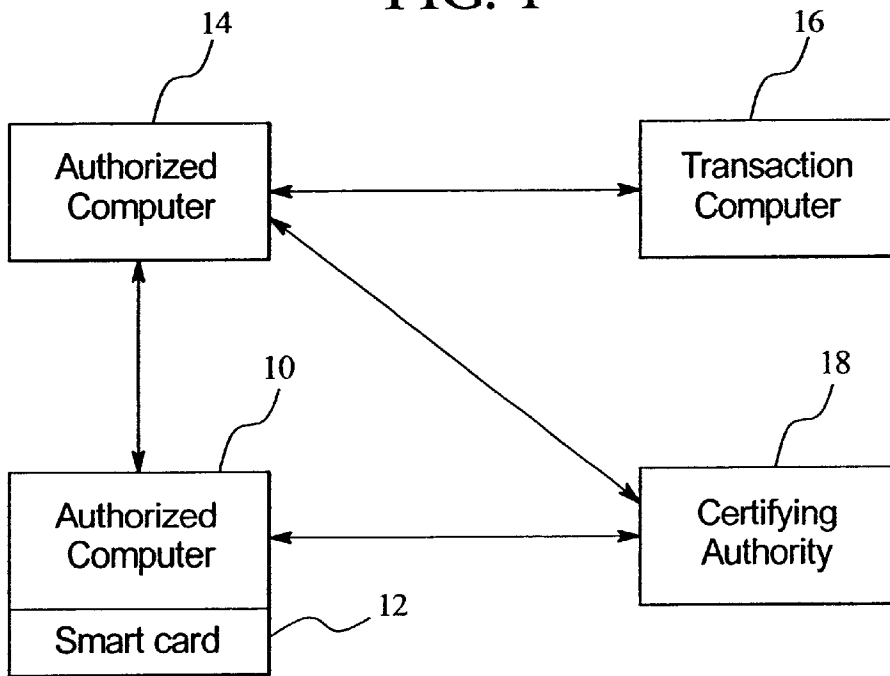 14
16
Authorized
Computer
Transaction
Computer
10
18
Authorized
Computer
Certifying
Authority
12
Smart card